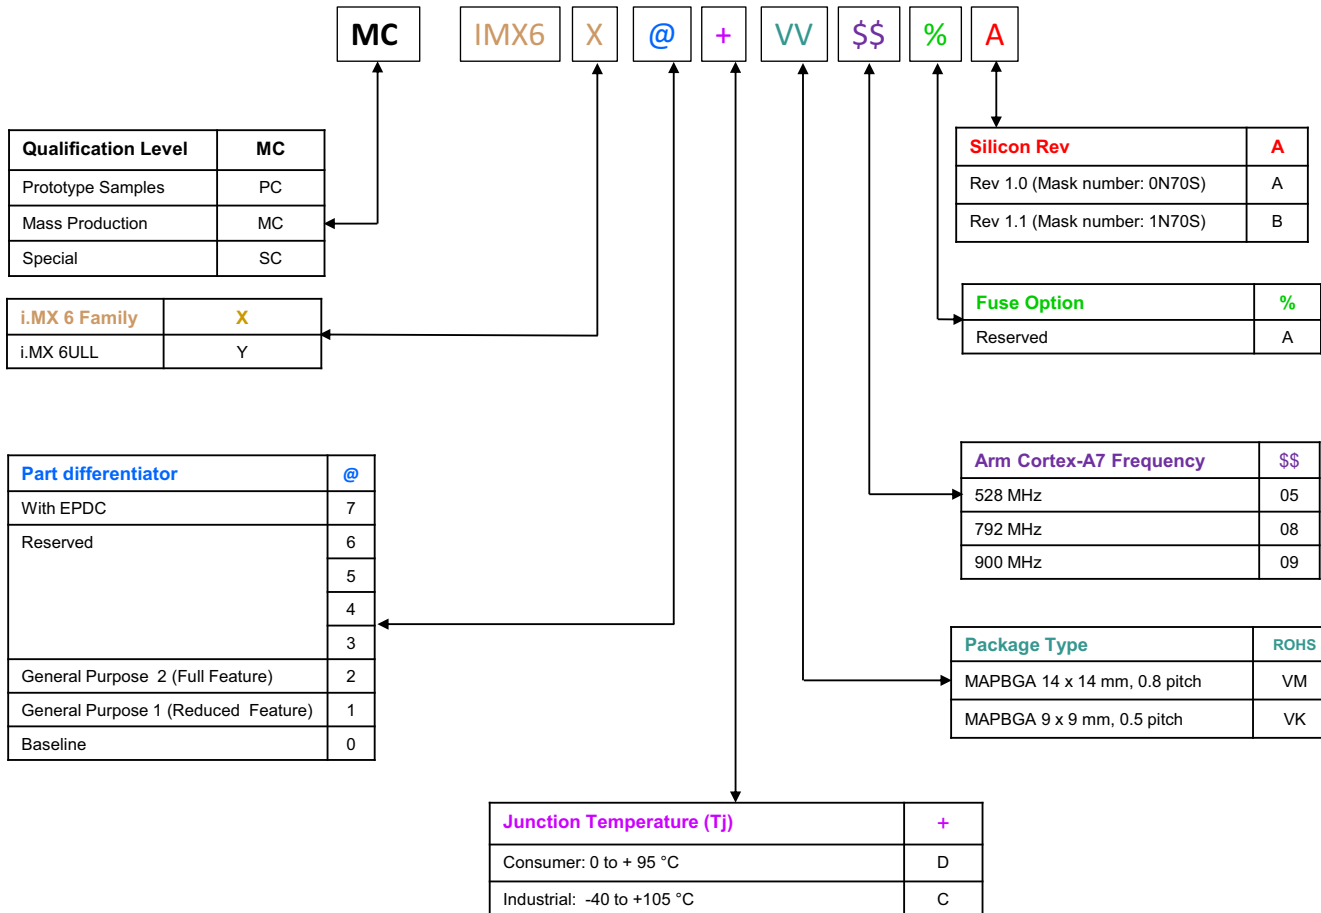 MC IMX6 X @ + VV $$ % A
Qualification Level MC
Prototype Samples PC
Mass Production MC
Special SC
Silicon Rev A
Rev 1.0 (Mask number: 0N70S) A
Rev 1.1 (Mask number: 1N70S) B
i.MX 6 Family X
i.MX 6ULL Y
Fuse Option %
Reserved A
Part differentiator @
With EPDC 7
Reserved 6
5
4
3
General Purpose 2 (Full Feature) 2
General Purpose 1 (Reduced Feature) 1
Baseline 0
Arm Cortex-A7 Frequency $$
528 MHz 05
792 MHz 08
900 MHz 09
Package Type ROHS
MAPBGA 14 x 14 mm, 0.8 pitch VM
MAPBGA 9 x 9 mm, 0.5 pitch VK
Junction Temperature (Tj) +
Consumer: 0 to + 95 °C D
Industrial: -40 to +105 °C C